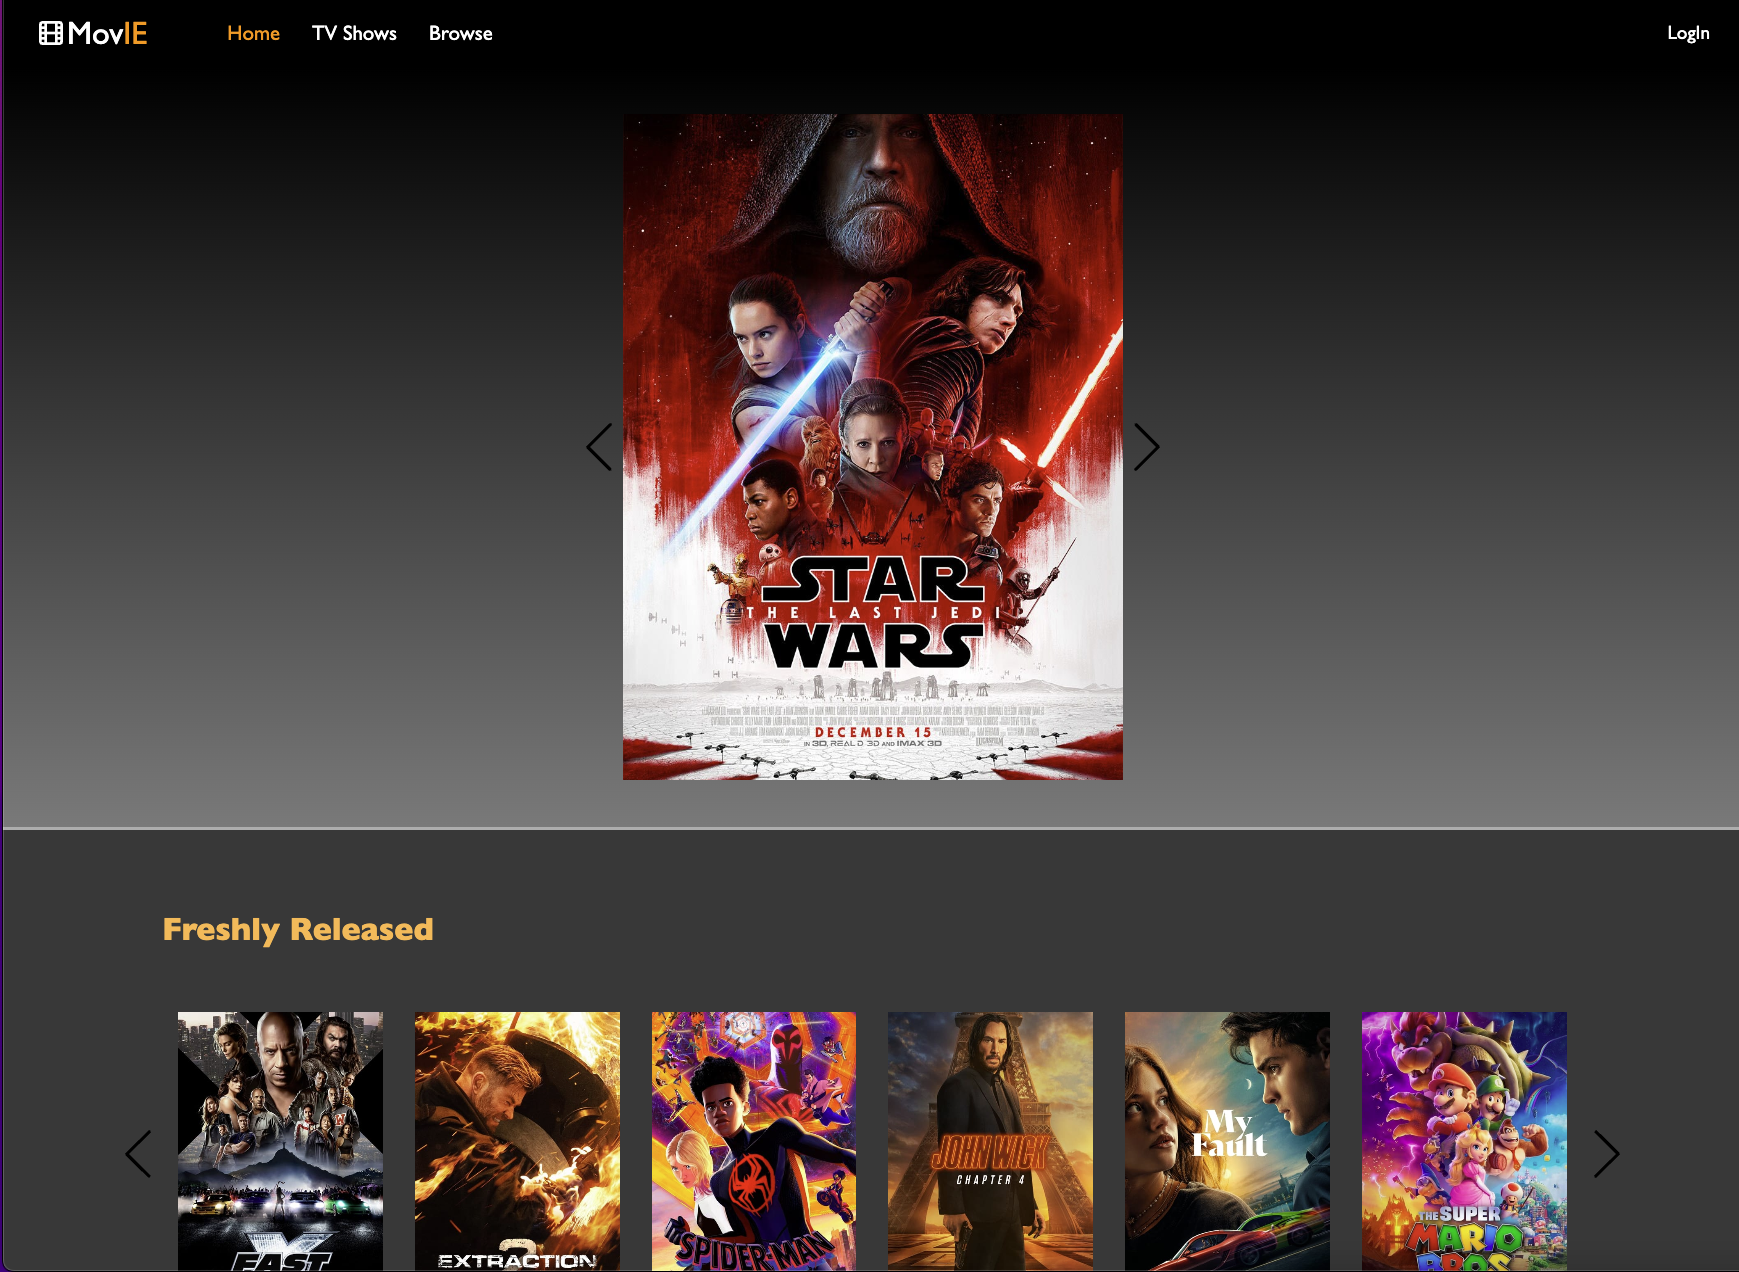 MovIE Home TV Shows Browse LogIn
STAR
THE LAST JEDI
WARS
DECEMBER 15
IN 3D, REAL D 3D AND IMAX 3D
Freshly Released
My
Fault
JOHN WICK
CHAPTER 4
THE SUPER
MARIO
BROS
X
FAST
2
EXTRACTION
SPIDER-MAN